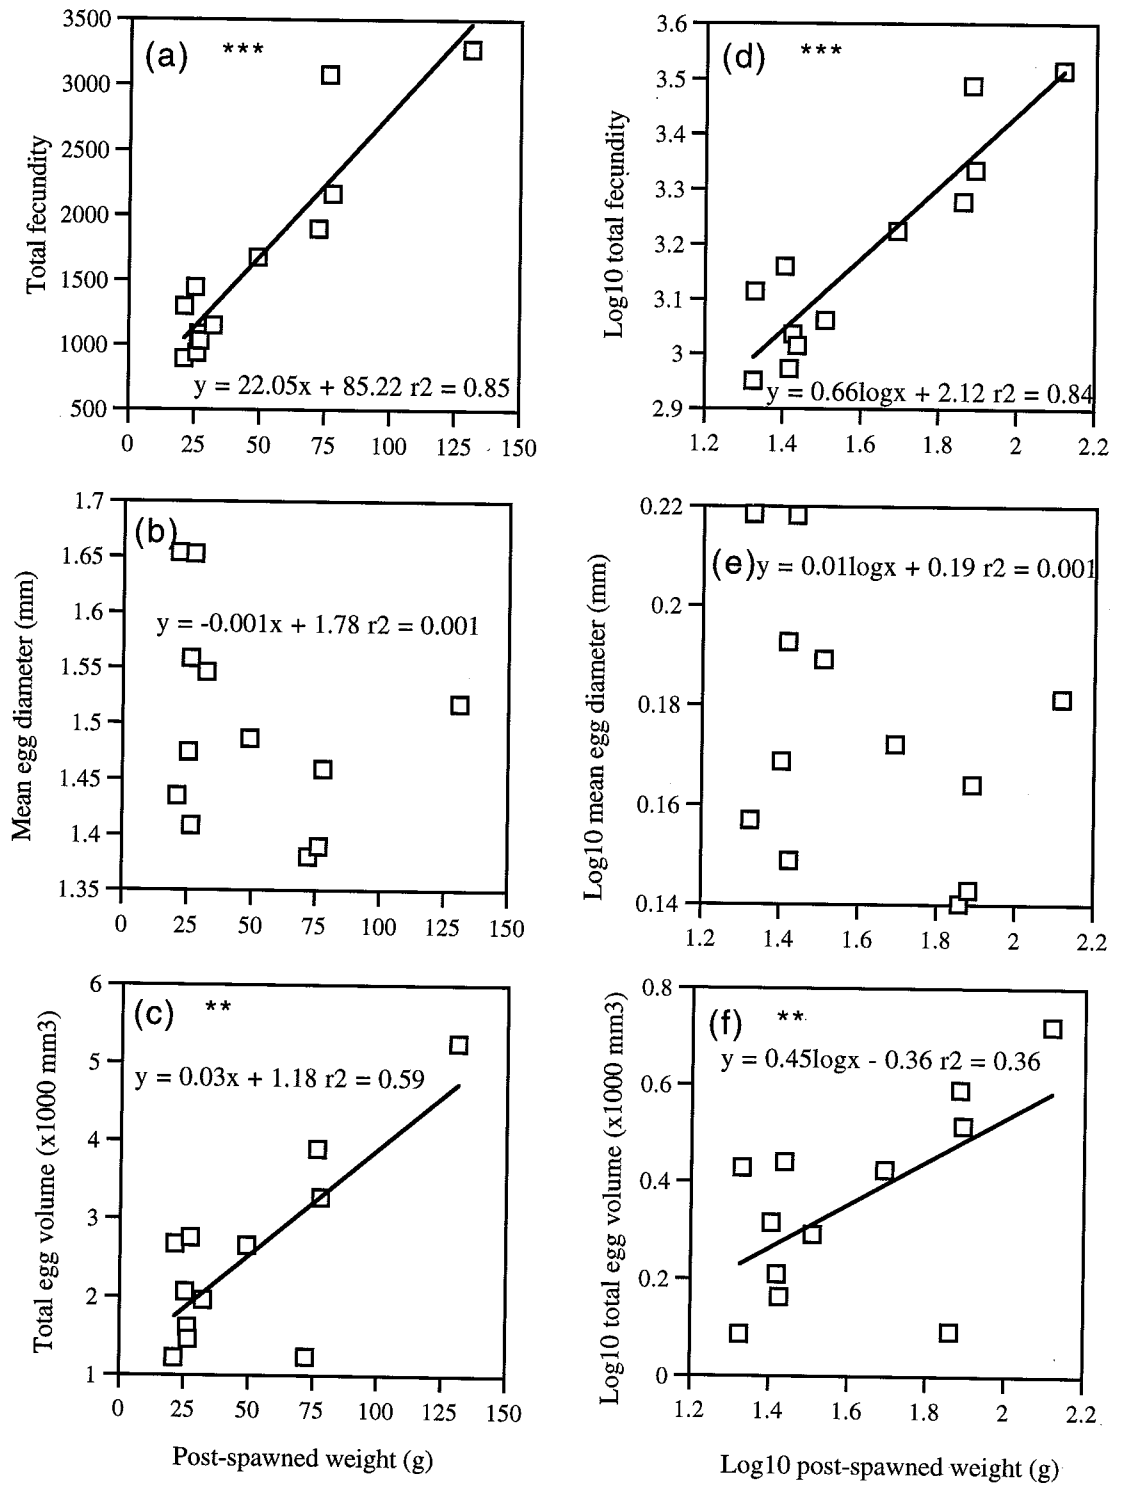 3500
3000
2500
2000
1500
1000
500
Total fecundity
(a) ***
y = 22.05x + 85.22 r2 = 0.85
0 25 50 75 100 125 150
3.6
3.5
3.4
3.3
3.2
3.1
3
2.9
Log10 total fecundity
(d) ***
y = 0.66logx + 2.12 r2 = 0.84
1.2 1.4 1.6 1.8 2 2.2
1.7
1.65
1.6
1.55
1.5
1.45
1.4
1.35
Mean egg diameter (mm)
(b)
y = -0.001x + 1.78 r2 = 0.001
0 25 50 75 100 125 150
0.22
0.2
0.18
0.16
0.14
Log10 mean egg diameter (mm)
(e) y = 0.01logx + 0.19 r2 = 0.001
1.2 1.4 1.6 1.8 2 2.2
6
5
4
3
2
1
Total egg volume (x1000 mm3)
(c) **
y = 0.03x + 1.18 r2 = 0.59
0 25 50 75 100 125 150
Post-spawned weight (g)
0.8
0.6
0.4
0.2
0
Log10 total egg volume (x1000 mm3)
(f) **
y = 0.45logx - 0.36 r2 = 0.36
1.2 1.4 1.6 1.8 2 2.2
Log10 post-spawned weight (g)